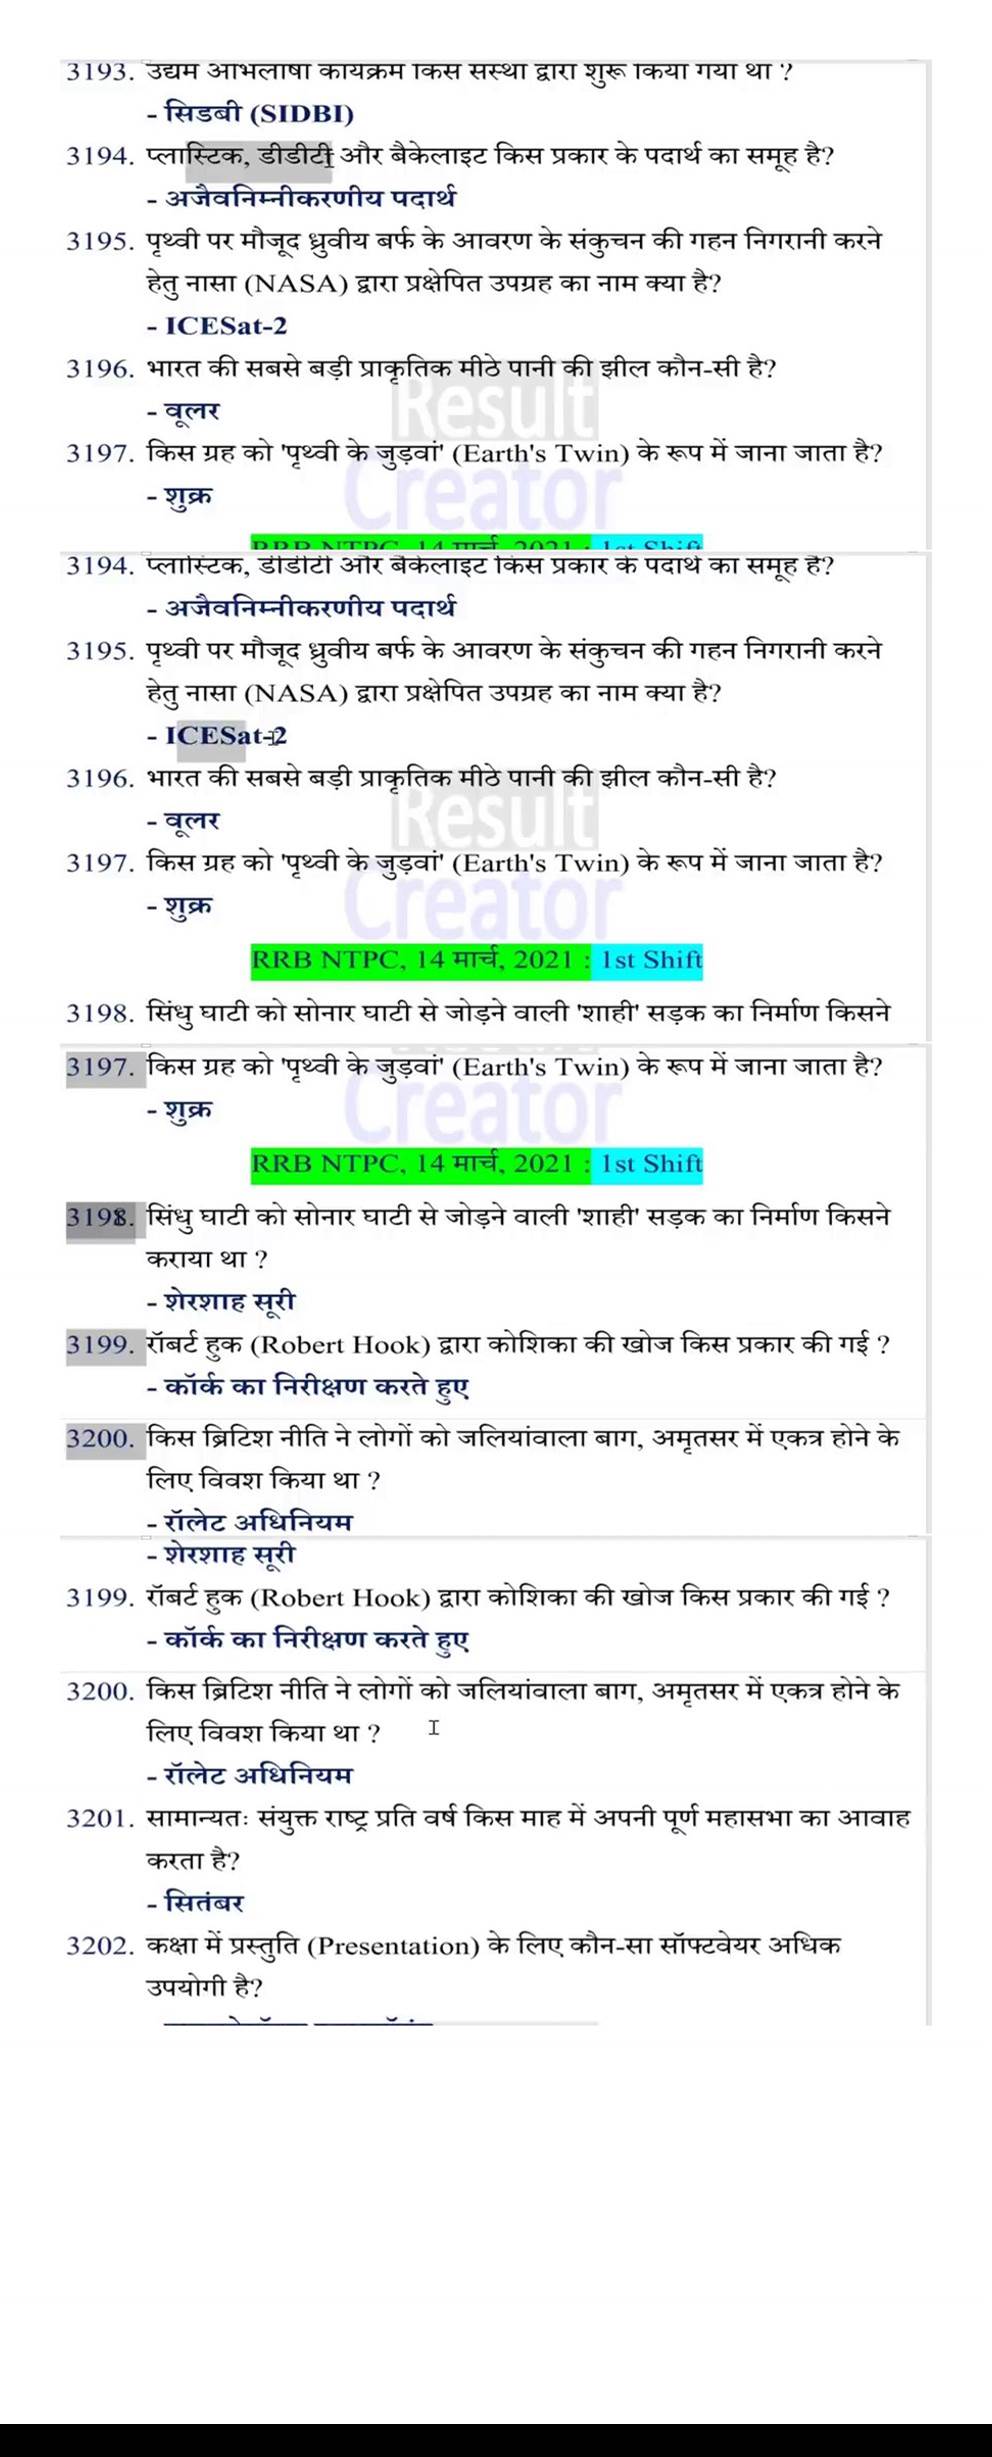 3193. उद्यम अभिलाषा कार्यक्रम किस संस्था द्वारा शुरू किया गया था ?
- सिडबी (SIDBI)
3194. प्लास्टिक, डीडीटी और बैकेलाइट किस प्रकार के पदार्थ का समूह है?
- अजैवनिम्नीकरणीय पदार्थ
3195. पृथ्वी पर मौजूद ध्रुवीय बर्फ के आवरण के संकुचन की गहन निगरानी करने
हेतु नासा (NASA) द्वारा प्रक्षेपित उपग्रह का नाम क्या है?
- ICESat-2
3196. भारत की सबसे बड़ी प्राकृतिक मीठे पानी की झील कौन-सी है?
Result
- वूलर
3197. किस ग्रह को 'पृथ्वी के जुड़वां' (Earth's Twin) के रूप में जाना जाता है?
Creator
- शुक्र
RRB NTPC, 14 मार्च, 2021 : 1st Shift
3194. प्लास्टिक, डीडीटी और बैकेलाइट किस प्रकार के पदार्थ का समूह है?
- अजैवनिम्नीकरणीय पदार्थ
3195. पृथ्वी पर मौजूद ध्रुवीय बर्फ के आवरण के संकुचन की गहन निगरानी करने
हेतु नासा (NASA) द्वारा प्रक्षेपित उपग्रह का नाम क्या है?
- ICESat-2
3196. भारत की सबसे बड़ी प्राकृतिक मीठे पानी की झील कौन-सी है?
Result
- वूलर
3197. किस ग्रह को 'पृथ्वी के जुड़वां' (Earth's Twin) के रूप में जाना जाता है?
Creator
- शुक्र
RRB NTPC, 14 मार्च, 2021 : 1st Shift
3198. सिंधु घाटी को सोनार घाटी से जोड़ने वाली 'शाही' सड़क का निर्माण किसने
3197. किस ग्रह को 'पृथ्वी के जुड़वां' (Earth's Twin) के रूप में जाना जाता है?
Creator
- शुक्र
RRB NTPC, 14 मार्च, 2021 : 1st Shift
3198. सिंधु घाटी को सोनार घाटी से जोड़ने वाली 'शाही' सड़क का निर्माण किसने
कराया था ?
- शेरशाह सूरी
3199. रॉबर्ट हुक (Robert Hook) द्वारा कोशिका की खोज किस प्रकार की गई ?
- कॉर्क का निरीक्षण करते हुए
3200. किस ब्रिटिश नीति ने लोगों को जलियांवाला बाग, अमृतसर में एकत्र होने के
लिए विवश किया था ?
- रॉलेट अधिनियम
- शेरशाह सूरी
3199. रॉबर्ट हुक (Robert Hook) द्वारा कोशिका की खोज किस प्रकार की गई ?
- कॉर्क का निरीक्षण करते हुए
3200. किस ब्रिटिश नीति ने लोगों को जलियांवाला बाग, अमृतसर में एकत्र होने के
लिए विवश किया था ?
- रॉलेट अधिनियम
3201. सामान्यतः संयुक्त राष्ट्र प्रति वर्ष किस माह में अपनी पूर्ण महासभा का आवाह
करता है?
- सितंबर
3202. कक्षा में प्रस्तुति (Presentation) के लिए कौन-सा सॉफ्टवेयर अधिक
उपयोगी है?